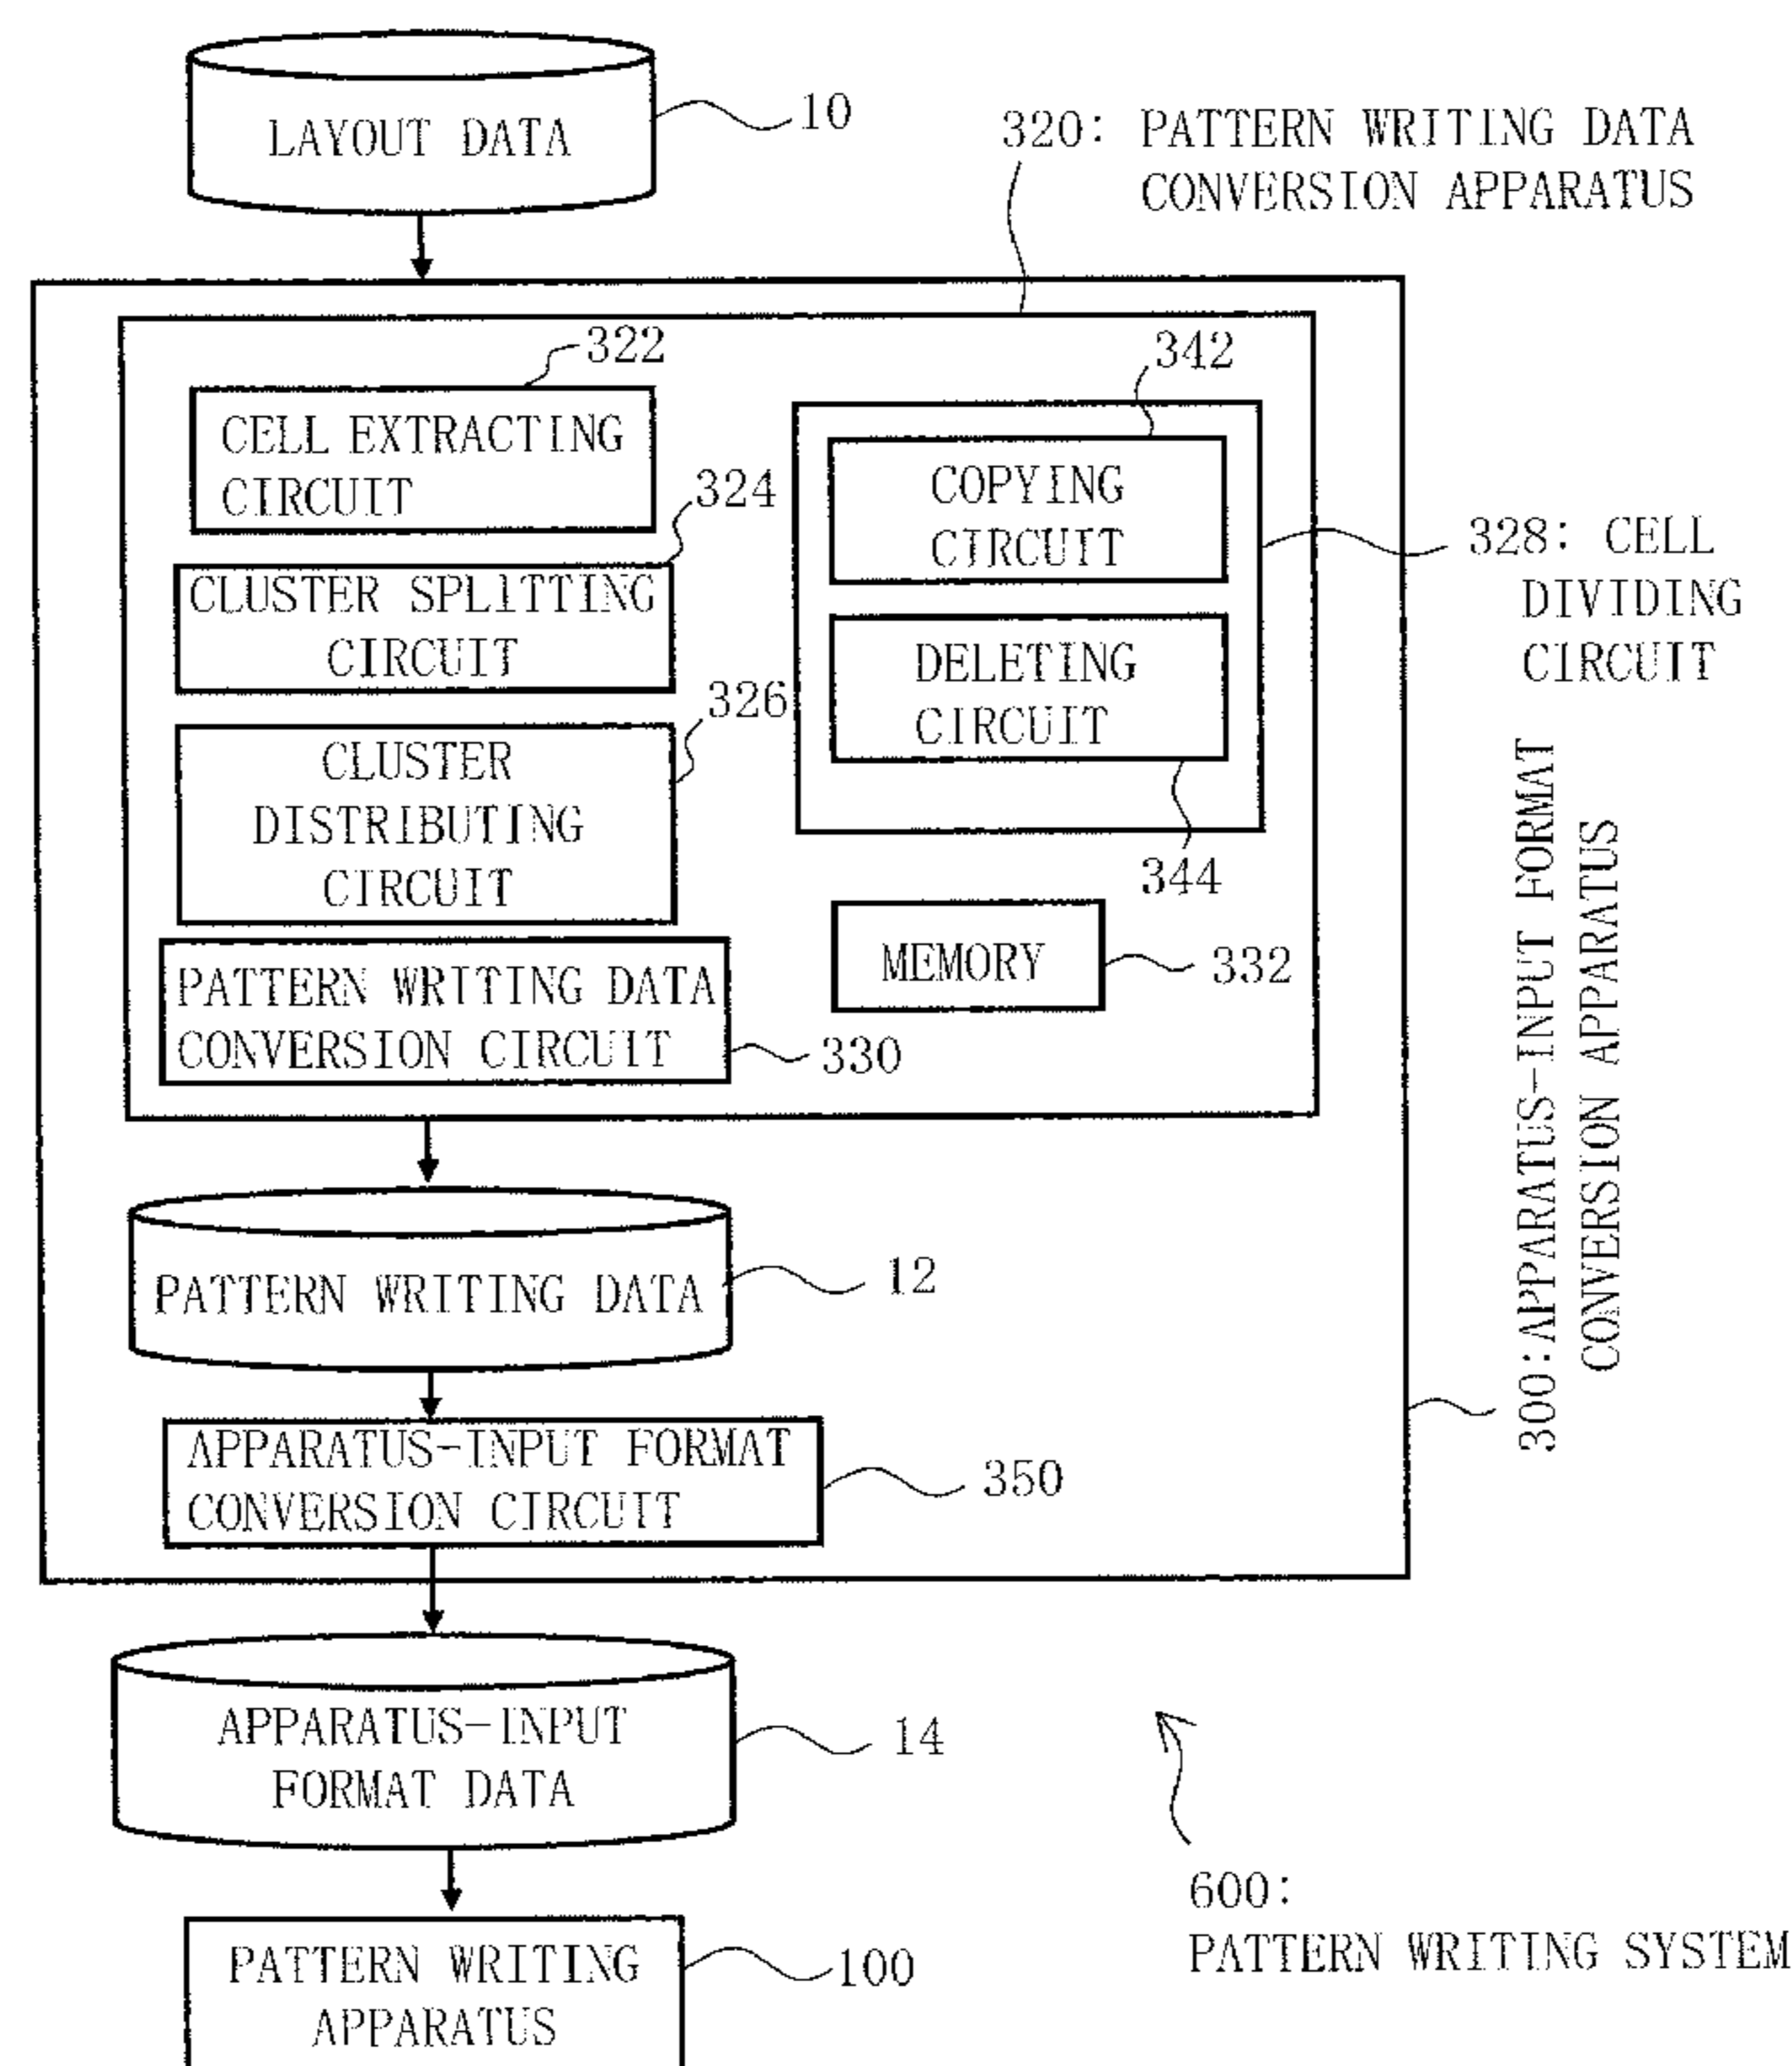 LAYOUT DATA
10
320: PATTERN WRITING DATA
CONVERSION APPARATUS
322
CELL EXTRACTING
CIRCUIT
324
CLUSTER SPLITTING
CIRCUIT
326
CLUSTER
DISTRIBUTING
CIRCUIT
PATTERN WRITING DATA
CONVERSION CIRCUIT
330
342
COPYING
CIRCUIT
DELETING
CIRCUIT
344
328: CELL
DIVIDING
CIRCUIT
MEMORY
332
300:APPARATUS-INPUT FORMAT
CONVERSION APPARATUS
PATTERN WRITING DATA
12
APPARATUS-INPUT FORMAT
CONVERSION CIRCUIT
350
APPARATUS-INPUT
FORMAT DATA
14
PATTERN WRITING
APPARATUS
100
600:
PATTERN WRITING SYSTEM